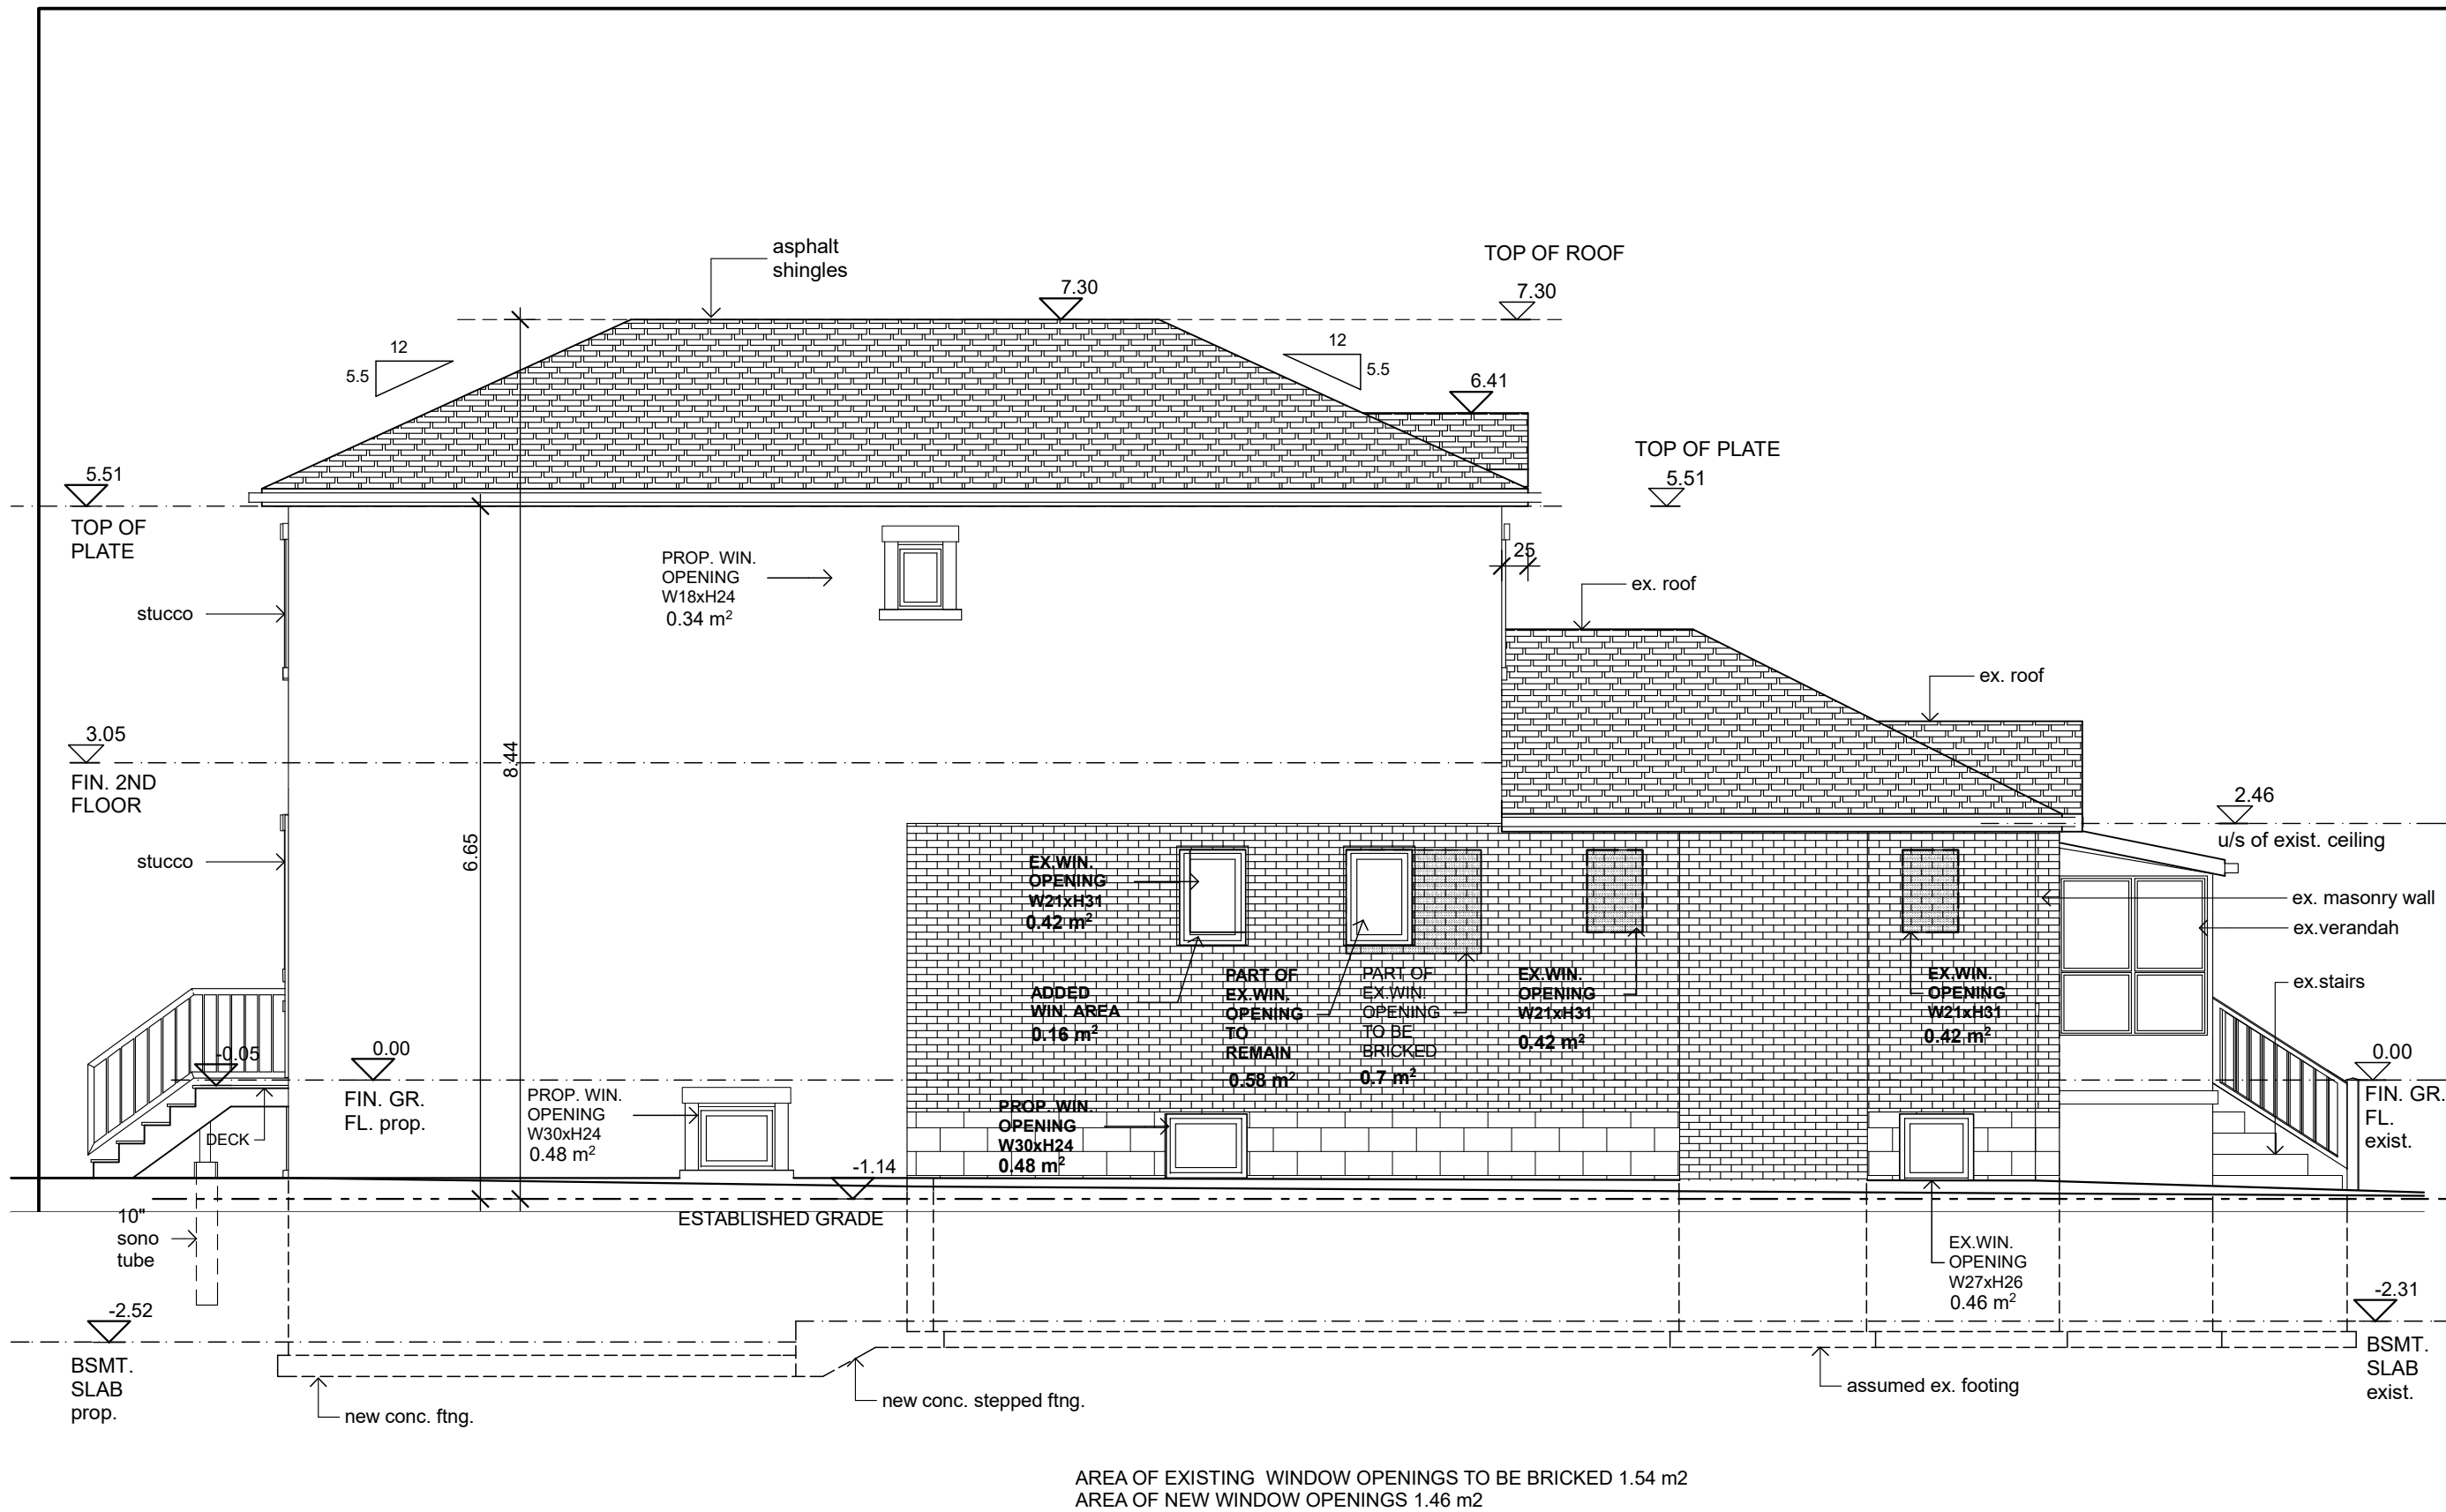 asphalt
shingles
TOP OF ROOF
7.30
7.30
12
5.5
12
5.5
6.41
TOP OF PLATE
5.51
5.51
TOP OF
PLATE
25
PROP. WIN.
OPENING
W18xH24
0.34 m²
ex. roof
stucco
ex. roof
3.05
FIN. 2ND
FLOOR
8.44
6.65
2.46
u/s of exist. ceiling
stucco
EX.WIN.
OPENING
W21xH31
0.42 m²
ex. masonry wall
ex.verandah
ex.stairs
ADDED
WIN. AREA
0.16 m²
PART OF
EX.WIN.
OPENING
TO
REMAIN
0.58 m²
PART OF
EX.WIN.
OPENING
TO BE
BRICKED
0.7 m²
EX.WIN.
OPENING
W21xH31
0.42 m²
EX.WIN.
OPENING
W21xH31
0.42 m²
-0.05
0.00
FIN. GR.
FL. prop.
0.00
FIN. GR.
FL.
exist.
DECK
PROP. WIN.
OPENING
W30xH24
0.48 m²
PROP. WIN.
OPENING
W30xH24
0.48 m²
-1.14
ESTABLISHED GRADE
10"
sono
tube
EX.WIN.
OPENING
W27xH26
0.46 m²
-2.52
BSMT.
SLAB
prop.
-2.31
BSMT.
SLAB
exist.
new conc. ftng.
new conc. stepped ftng.
assumed ex. footing
AREA OF EXISTING WINDOW OPENINGS TO BE BRICKED 1.54 m2
AREA OF NEW WINDOW OPENINGS 1.46 m2